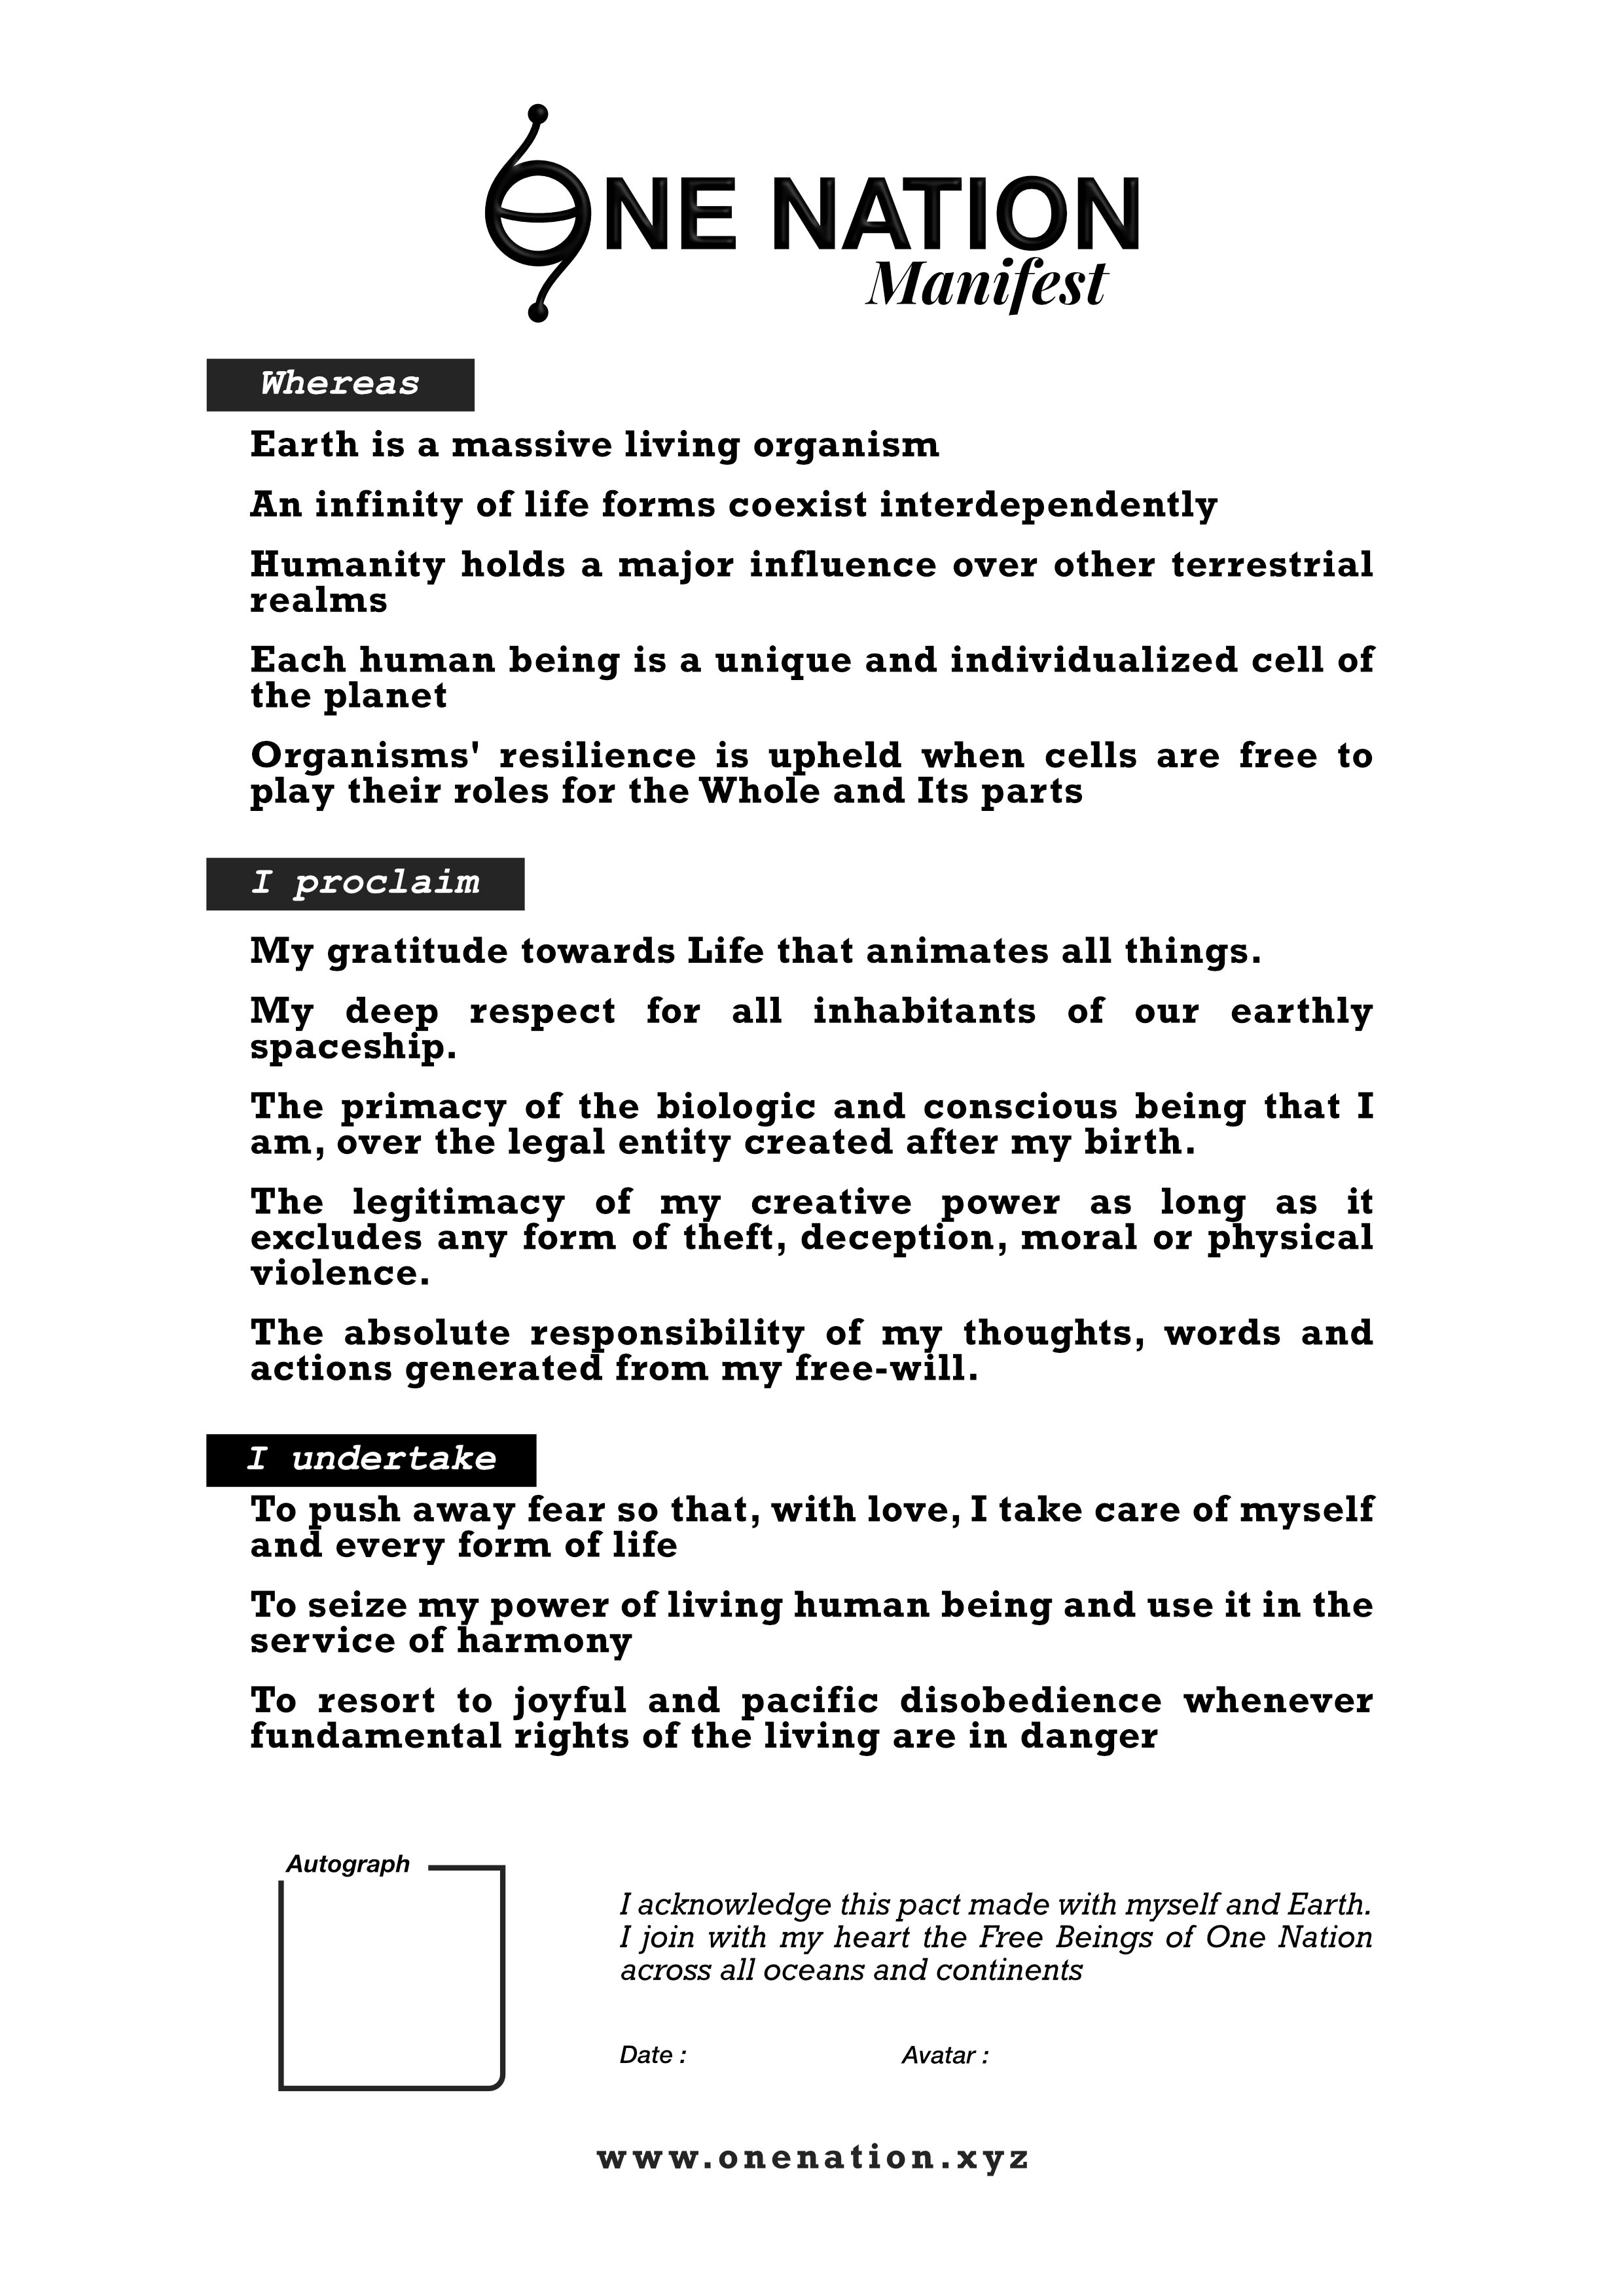 ONE NATION
Manifest
Whereas
Earth is a massive living organism
An infinity of life forms coexist interdependently
Humanity holds a major influence over other terrestrial
realms
Each human being is a unique and individualized cell of
the planet
Organisms' resilience is upheld when cells are free to
play their roles for the Whole and Its parts
I proclaim
My gratitude towards Life that animates all things.
My deep respect for all inhabitants of our earthly
spaceship.
The primacy of the biologic and conscious being that I
am, over the legal entity created after my birth.
The legitimacy of my creative power as long as it
excludes any form of theft, deception, moral or physical
violence.
The absolute responsibility of my thoughts, words and
actions generated from my free-will.
I undertake
To push away fear so that, with love, I take care of myself
and every form of life
To seize my power of living human being and use it in the
service of harmony
To resort to joyful and pacific disobedience whenever
fundamental rights of the living are in danger
Autograph
I acknowledge this pact made with myself and Earth.
I join with my heart the Free Beings of One Nation
across all oceans and continents
Date : Avatar :
www.onenation.xyz